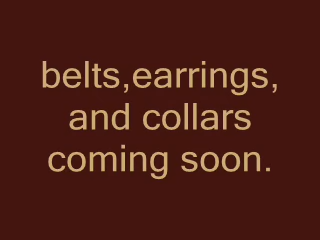 belts,earrings,
and collars
coming soon.